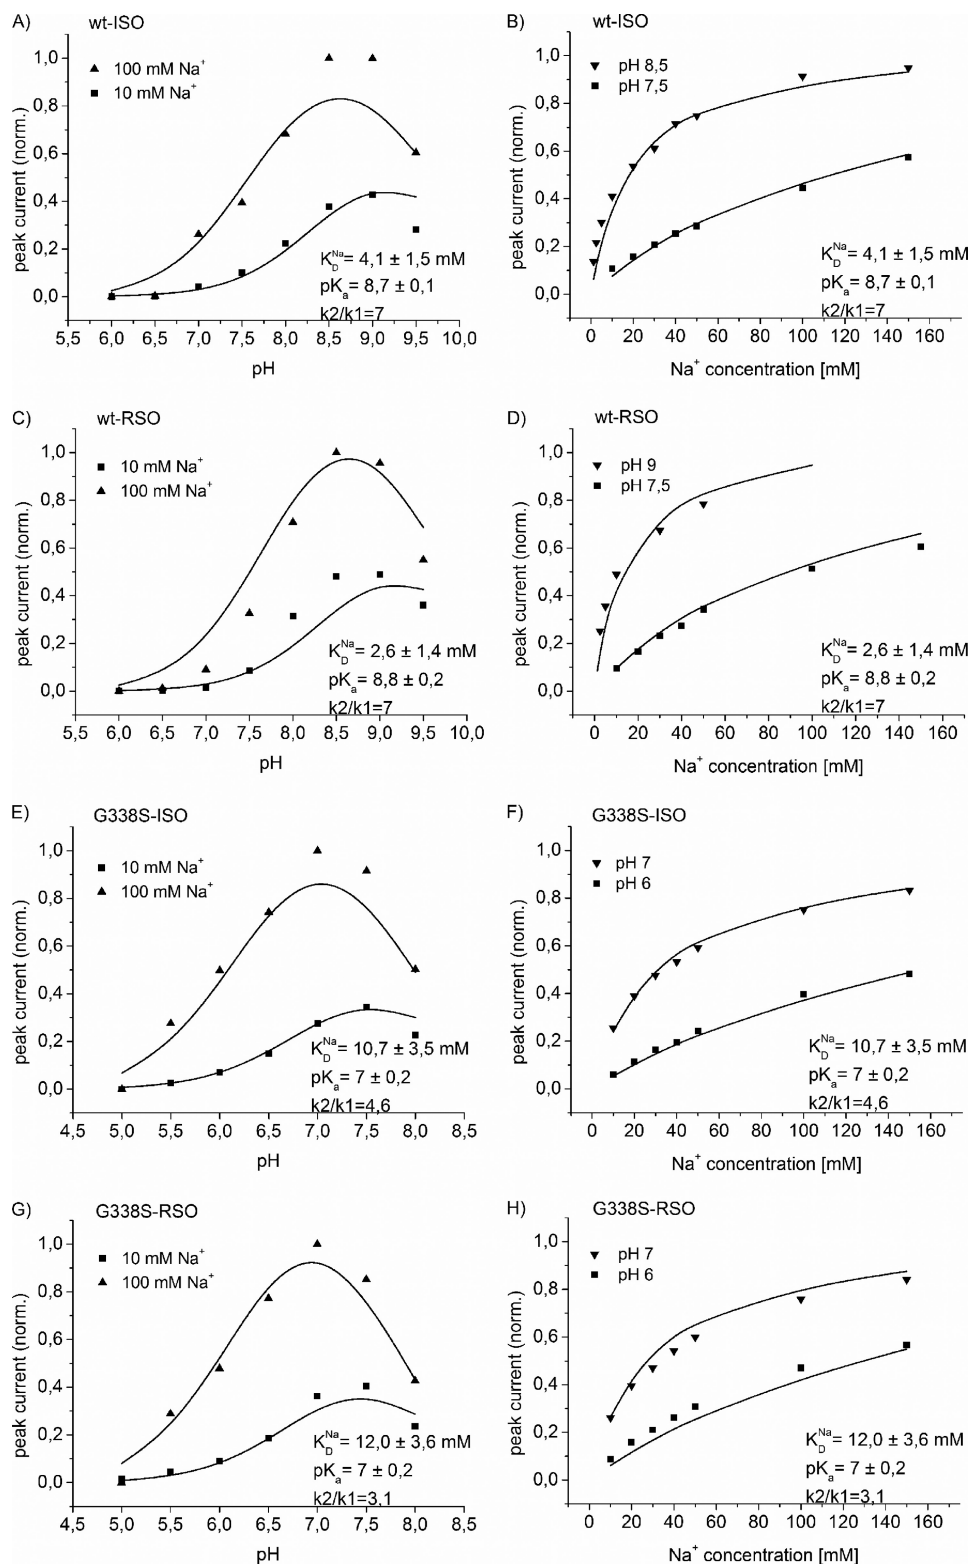 A) wt-ISO
peak current (norm.)
1,0
0,8
0,6
0,4
0,2
0,0
▲ 100 mM Na⁺
■ 10 mM Na⁺
K_D^Na= 4,1 ± 1,5 mM
pK_a= 8,7 ± 0,1
k2/k1=7
5,5 6,0 6,5 7,0 7,5 8,0 8,5 9,0 9,5 10,0
pH
B) wt-ISO
peak current (norm.)
1,0
0,8
0,6
0,4
0,2
0,0
▼ pH 8,5
■ pH 7,5
K_D^Na= 4,1 ± 1,5 mM
pK_a= 8,7 ± 0,1
k2/k1=7
0 20 40 60 80 100 120 140 160
Na⁺ concentration [mM]
C) wt-RSO
peak current (norm.)
1,0
0,8
0,6
0,4
0,2
0,0
■ 10 mM Na⁺
▲ 100 mM Na⁺
K_D^Na= 2,6 ± 1,4 mM
pK_a= 8,8 ± 0,2
k2/k1=7
5,5 6,0 6,5 7,0 7,5 8,0 8,5 9,0 9,5 10,0
pH
D) wt-RSO
peak current (norm.)
1,0
0,8
0,6
0,4
0,2
0,0
▼ pH 9
■ pH 7,5
K_D^Na= 2,6 ± 1,4 mM
pK_a= 8,8 ± 0,2
k2/k1=7
0 20 40 60 80 100 120 140 160
Na⁺ concentration [mM]
E) G338S-ISO
peak current (norm.)
1,0
0,8
0,6
0,4
0,2
0,0
■ 10 mM Na⁺
▲ 100 mM Na⁺
K_D^Na= 10,7 ± 3,5 mM
pK_a= 7 ± 0,2
k2/k1=4,6
4,5 5,0 5,5 6,0 6,5 7,0 7,5 8,0 8,5
pH
F) G338S-ISO
peak current (norm.)
1,0
0,8
0,6
0,4
0,2
0,0
▼ pH 7
■ pH 6
K_D^Na= 10,7 ± 3,5 mM
pK_a= 7 ± 0,2
k2/k1=4,6
0 20 40 60 80 100 120 140 160
Na⁺ concentration [mM]
G) G338S-RSO
peak current (norm.)
1,0
0,8
0,6
0,4
0,2
0,0
■ 10 mM Na⁺
▲ 100 mM Na⁺
K_D^Na= 12,0 ± 3,6 mM
pK_a= 7 ± 0,2
k2/k1=3,1
4,5 5,0 5,5 6,0 6,5 7,0 7,5 8,0 8,5
pH
H) G338S-RSO
peak current (norm.)
1,0
0,8
0,6
0,4
0,2
0,0
▼ pH 7
■ pH 6
K_D^Na= 12,0 ± 3,6 mM
pK_a= 7 ± 0,2
k2/k1=3,1
0 20 40 60 80 100 120 140 160
Na⁺ concentration [mM]